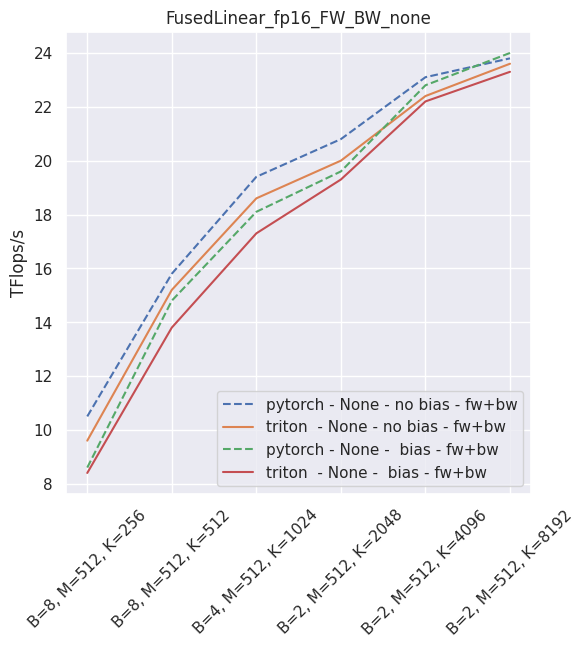 FusedLinear_fp16_FW_BW_none
TFlops/s
24
22
20
18
16
14
12
10
8
pytorch - None - no bias - fw+bw
triton  - None - no bias - fw+bw
pytorch - None -  bias - fw+bw
triton  - None -  bias - fw+bw
B=8, M=512, K=256
B=8, M=512, K=512
B=4, M=512, K=1024
B=2, M=512, K=2048
B=2, M=512, K=4096
B=2, M=512, K=8192